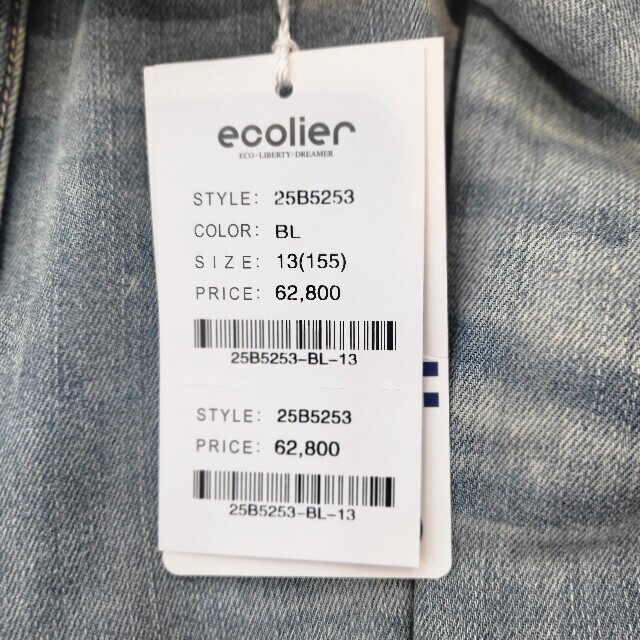 ecolier
ECO·LIBERTY·DREAMER
STYLE: 25B5253
COLOR: BL
SIZE: 13(155)
PRICE: 62,800
25B5253-BL-13
STYLE: 25B5253
PRICE: 62,800
25B5253-BL-13